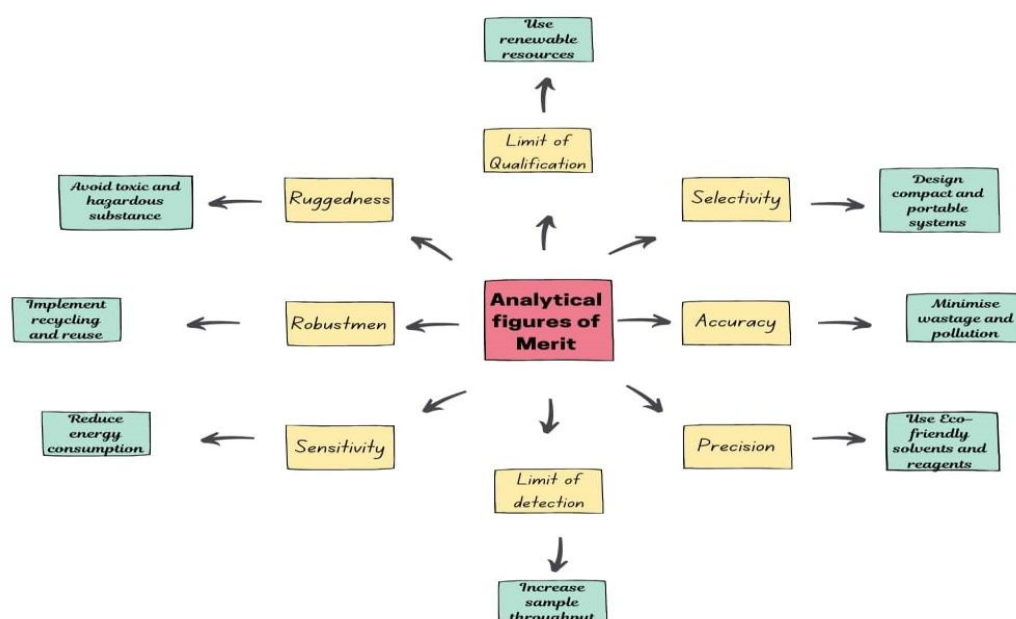 Use
renewable
resources
Limit of
Qualification
Avoid toxic and
hazardous
substance
Ruggedness
Selectivity
Design
compact and
portable
systems
Implement
recycling
and reuse
Robustmen
Analytical
figures of
Merit
Accuracy
Minimise
wastage and
pollution
Reduce
energy
consumption
Sensitivity
Precision
Use Eco-
friendly
solvents and
reagents
Limit of
detection
Increase
sample
throughput